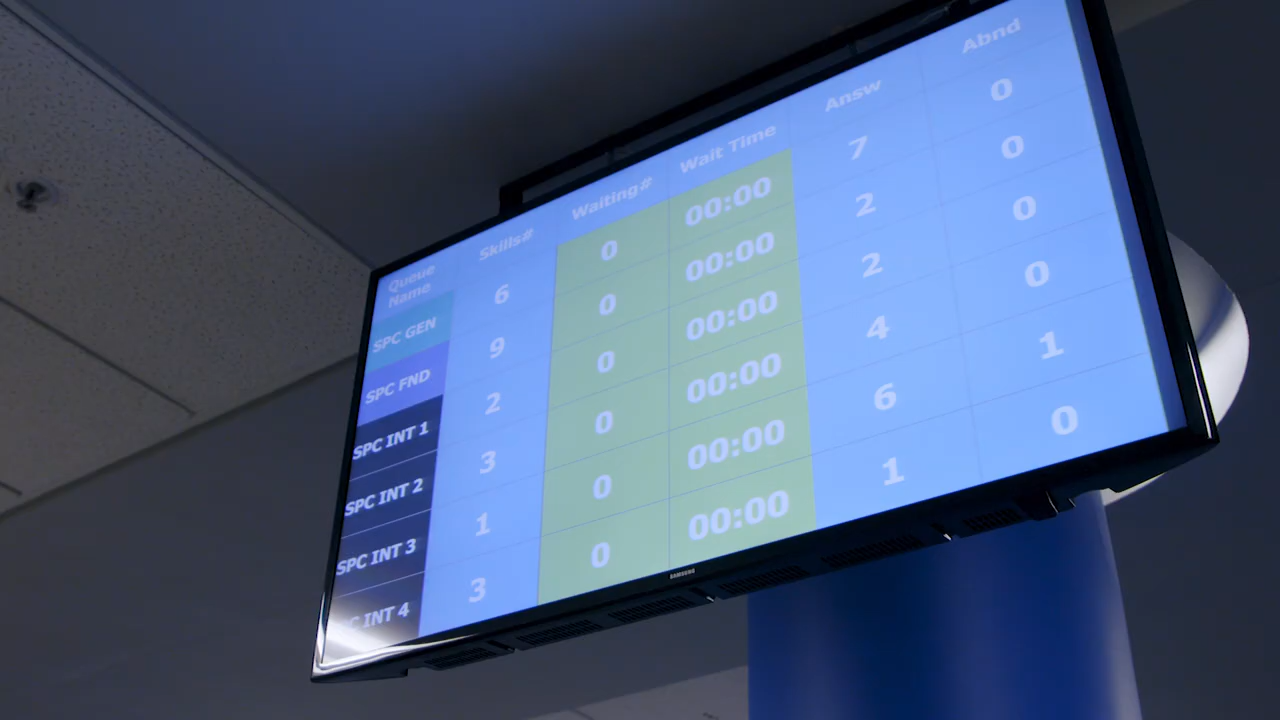 Queue Name Skills# Waiting# Wait Time Answ Abnd
SPC GEN 6 0 00:00 7 0
SPC FND 9 0 00:00 2 0
SPC INT 1 2 0 00:00 2 0
SPC INT 2 3 0 00:00 4 0
SPC INT 3 1 0 00:00 6 1
C INT 4 3 0 00:00 1 0
SAMSUNG